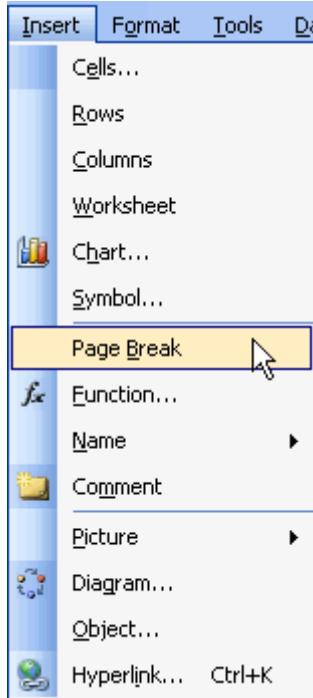 Insert Format Tools Da
Cells...
Rows
Columns
Worksheet
Chart...
Symbol...
Page Break
fx Function...
Name
Comment
Picture
Diagram...
Object...
Hyperlink... Ctrl+K